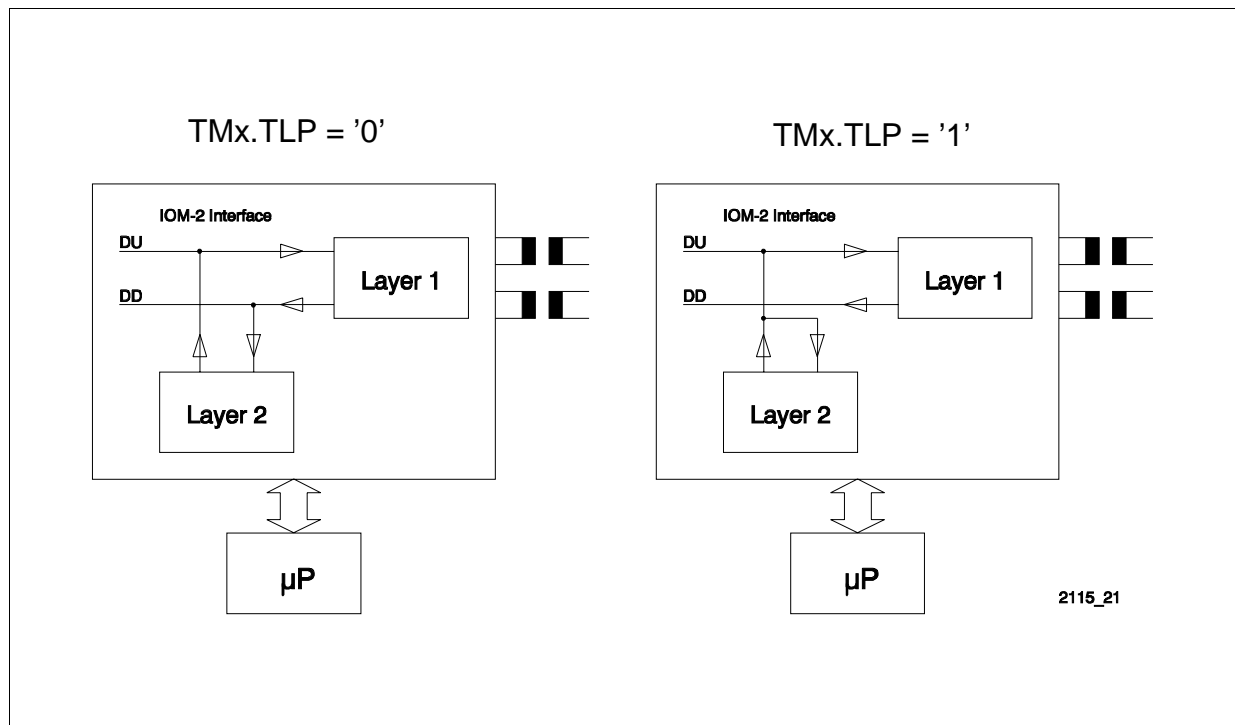 TMx.TLP = ’0’
IOM-2 Interface
DU
DD
Layer 1
Layer 2
µP
TMx.TLP = ’1’
IOM-2 Interface
DU
DD
Layer 1
Layer 2
µP
2115_21